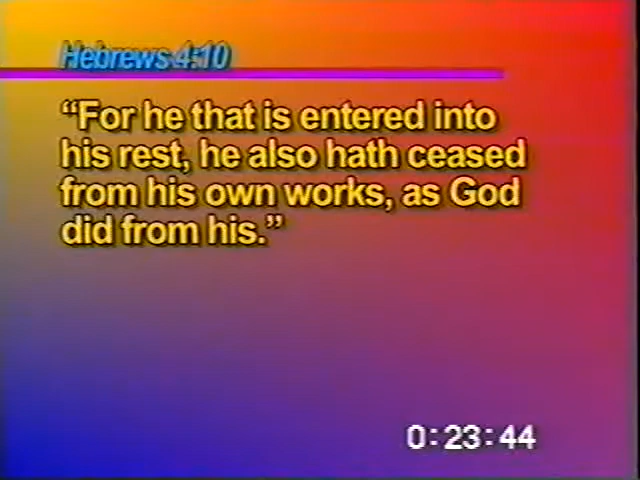 Hebrews 4:10
“For he that is entered into
his rest, he also hath ceased
from his own works, as God
did from his.”
0:23:44